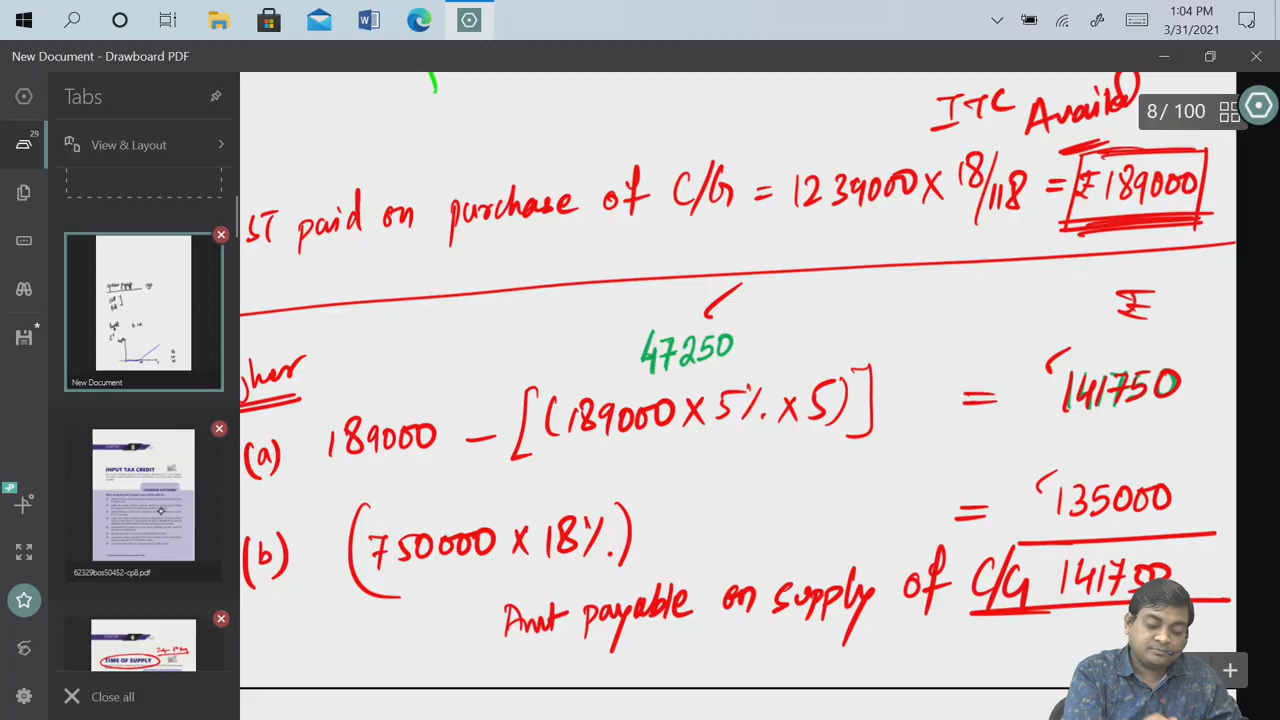 1:04 PM
3/31/2021
New Document - Drawboard PDF
Tabs
29
View & Layout
New Document
INPUT TAX CREDIT
62329bos50452-cp8.pdf
TIME OF SUPPLY
Close all
8 / 100
ITC Availed
ST paid on purchase of C/G = 1239000 × 18/118 = ₹ 189000
₹
47250
(a) 189000 - [(189000 × 5% × 5)] = 141750
(b) (750000 × 18%.) = 135000
Amt payable on supply of C/G 141750